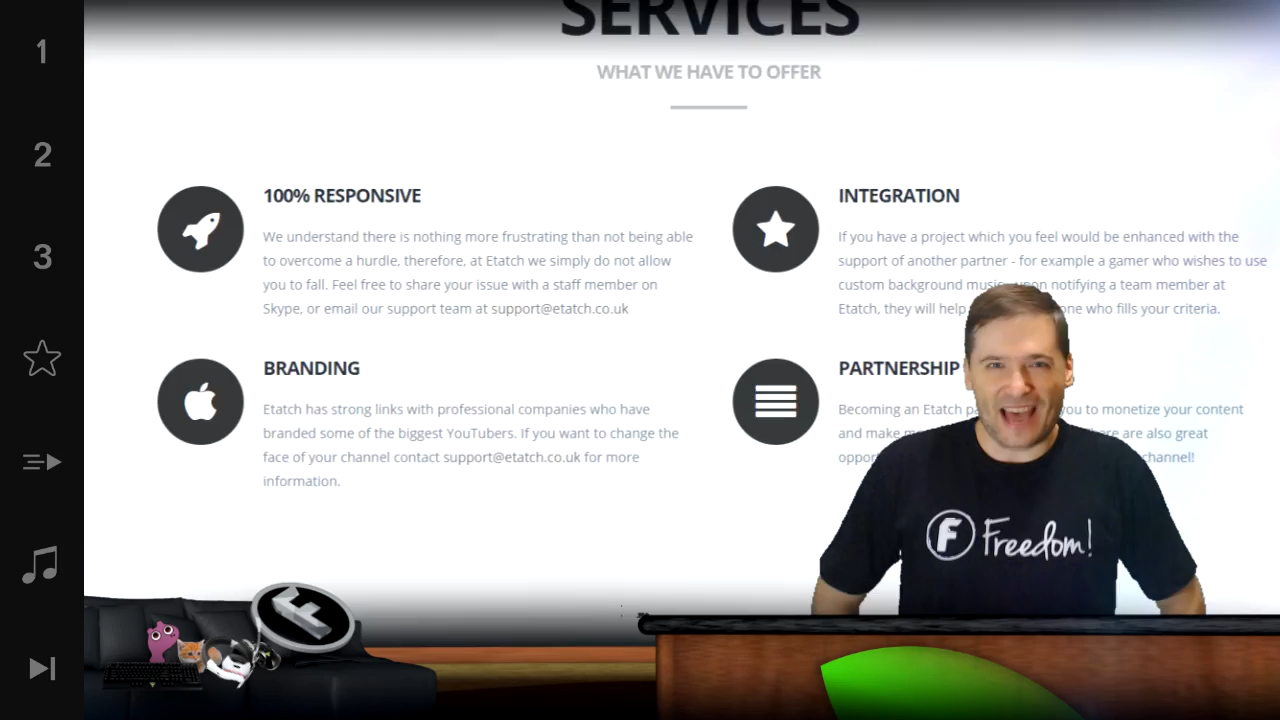 SERVICES
WHAT WE HAVE TO OFFER
1
2
3
100% RESPONSIVE
We understand there is nothing more frustrating than not being able
to overcome a hurdle, therefore, at Etatch we simply do not allow
you to fall. Feel free to share your issue with a staff member on
Skype, or email our support team at support@etatch.co.uk
INTEGRATION
If you have a project which you feel would be enhanced with the
support of another partner - for example a gamer who wishes to use
custom background music, upon notifying a team member at
Etatch, they will help one who fills your criteria.
BRANDING
Etatch has strong links with professional companies who have
branded some of the biggest YouTubers. If you want to change the
face of your channel contact support@etatch.co.uk for more
information.
PARTNERSHIP
Becoming an Etatch you to monetize your content
and make are also great
channel!
F Freedom!
F